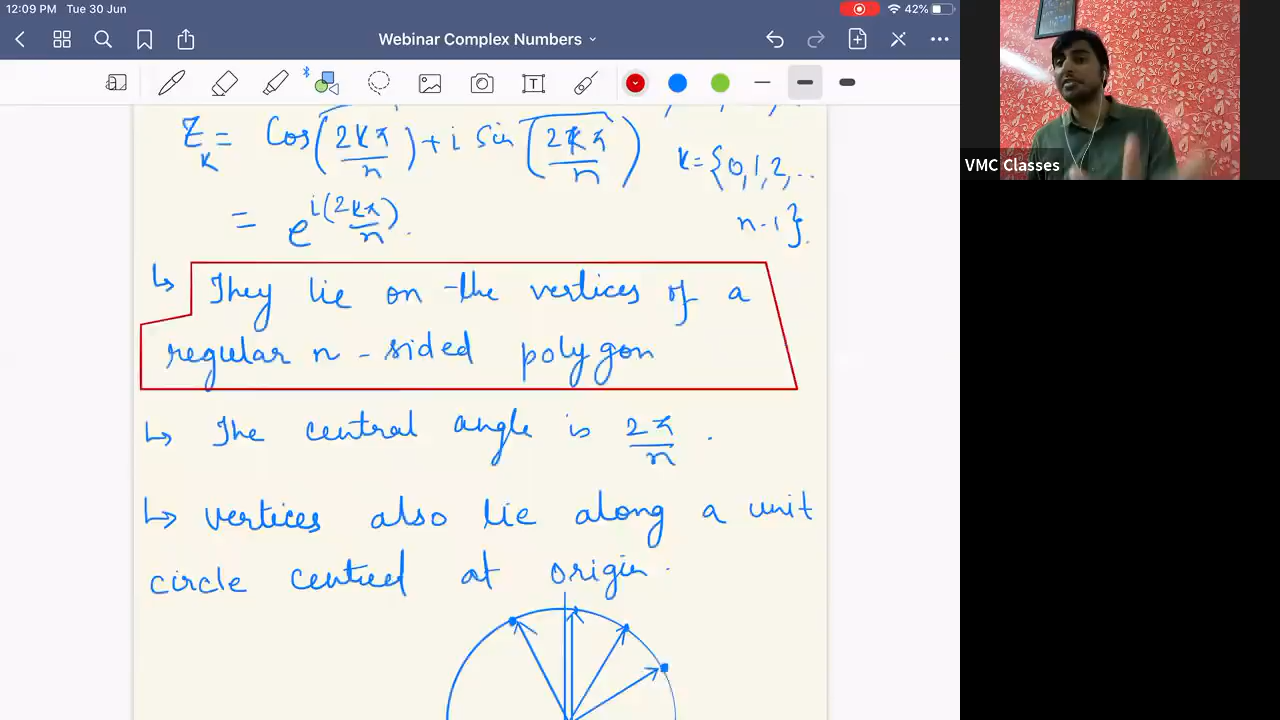 12:09 PM Tue 30 Jun
42%
Webinar Complex Numbers
T
Z_K = Cos(2kπ/n) + i Sin(2kπ/n)
K = {0, 1, 2, ..
n-1}.
= e^{i(2kπ/n)}.
↳ They lie on the vertices of a
regular n-sided polygon
↳ The central angle is 2π/n .
↳ vertices also lie along a unit
circle centred at origin.
VMC Classes